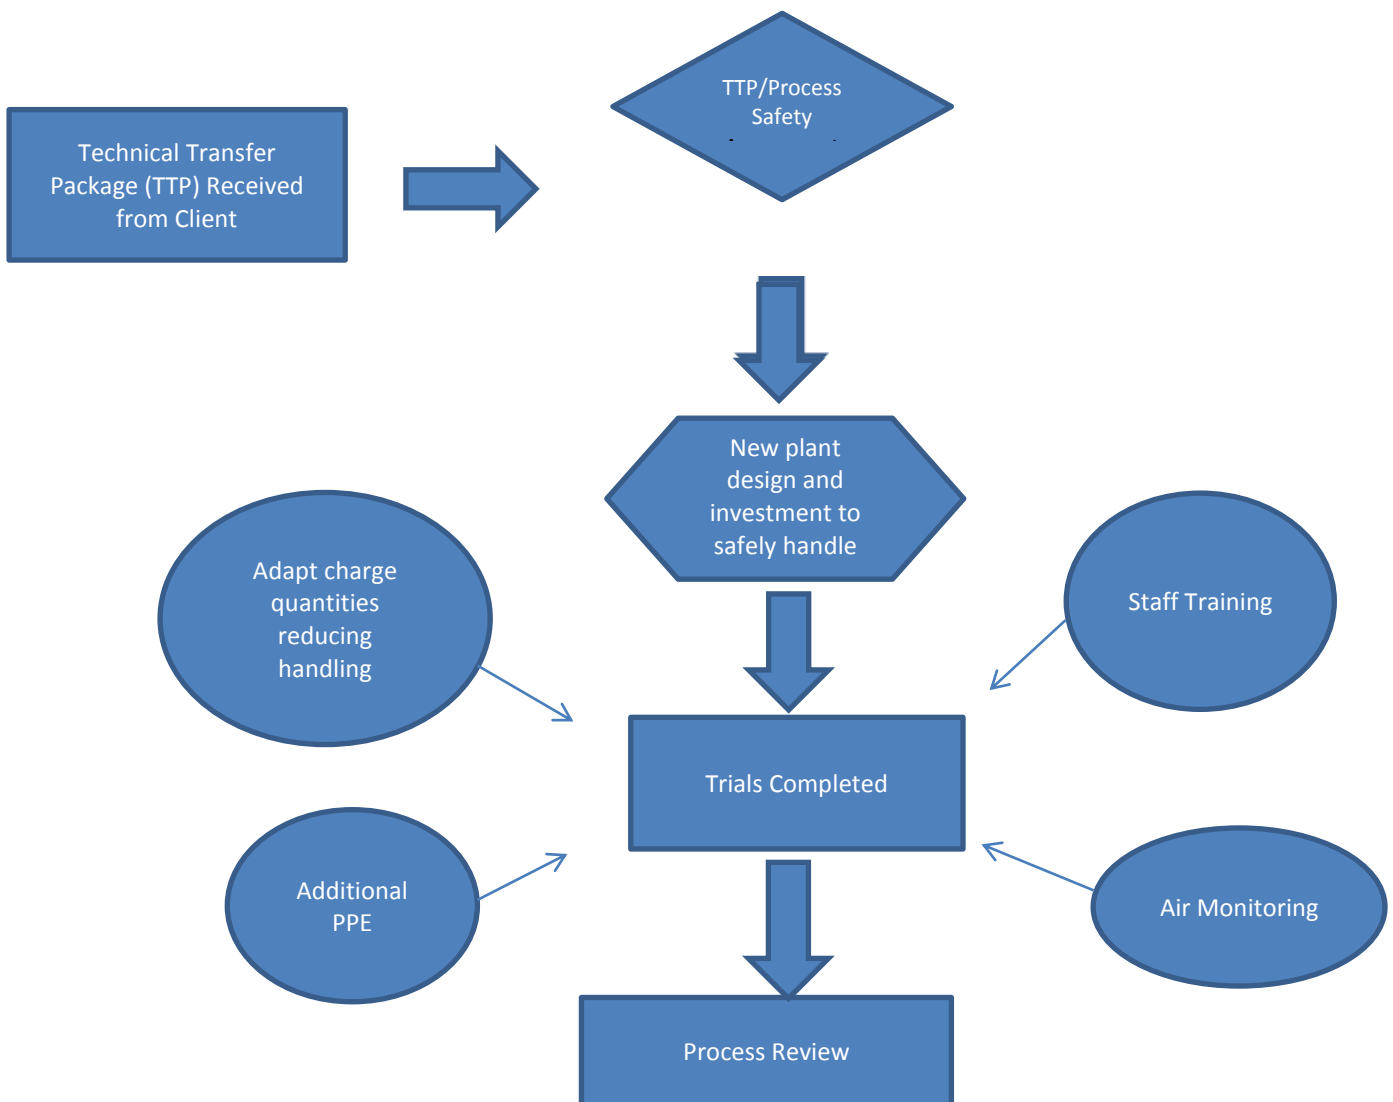 TTP/Process
Safety
Technical Transfer
Package (TTP) Received
from Client
New plant
design and
investment to
safely handle
Adapt charge
quantities
reducing
handling
Staff Training
Trials Completed
Additional
PPE
Air Monitoring
Process Review